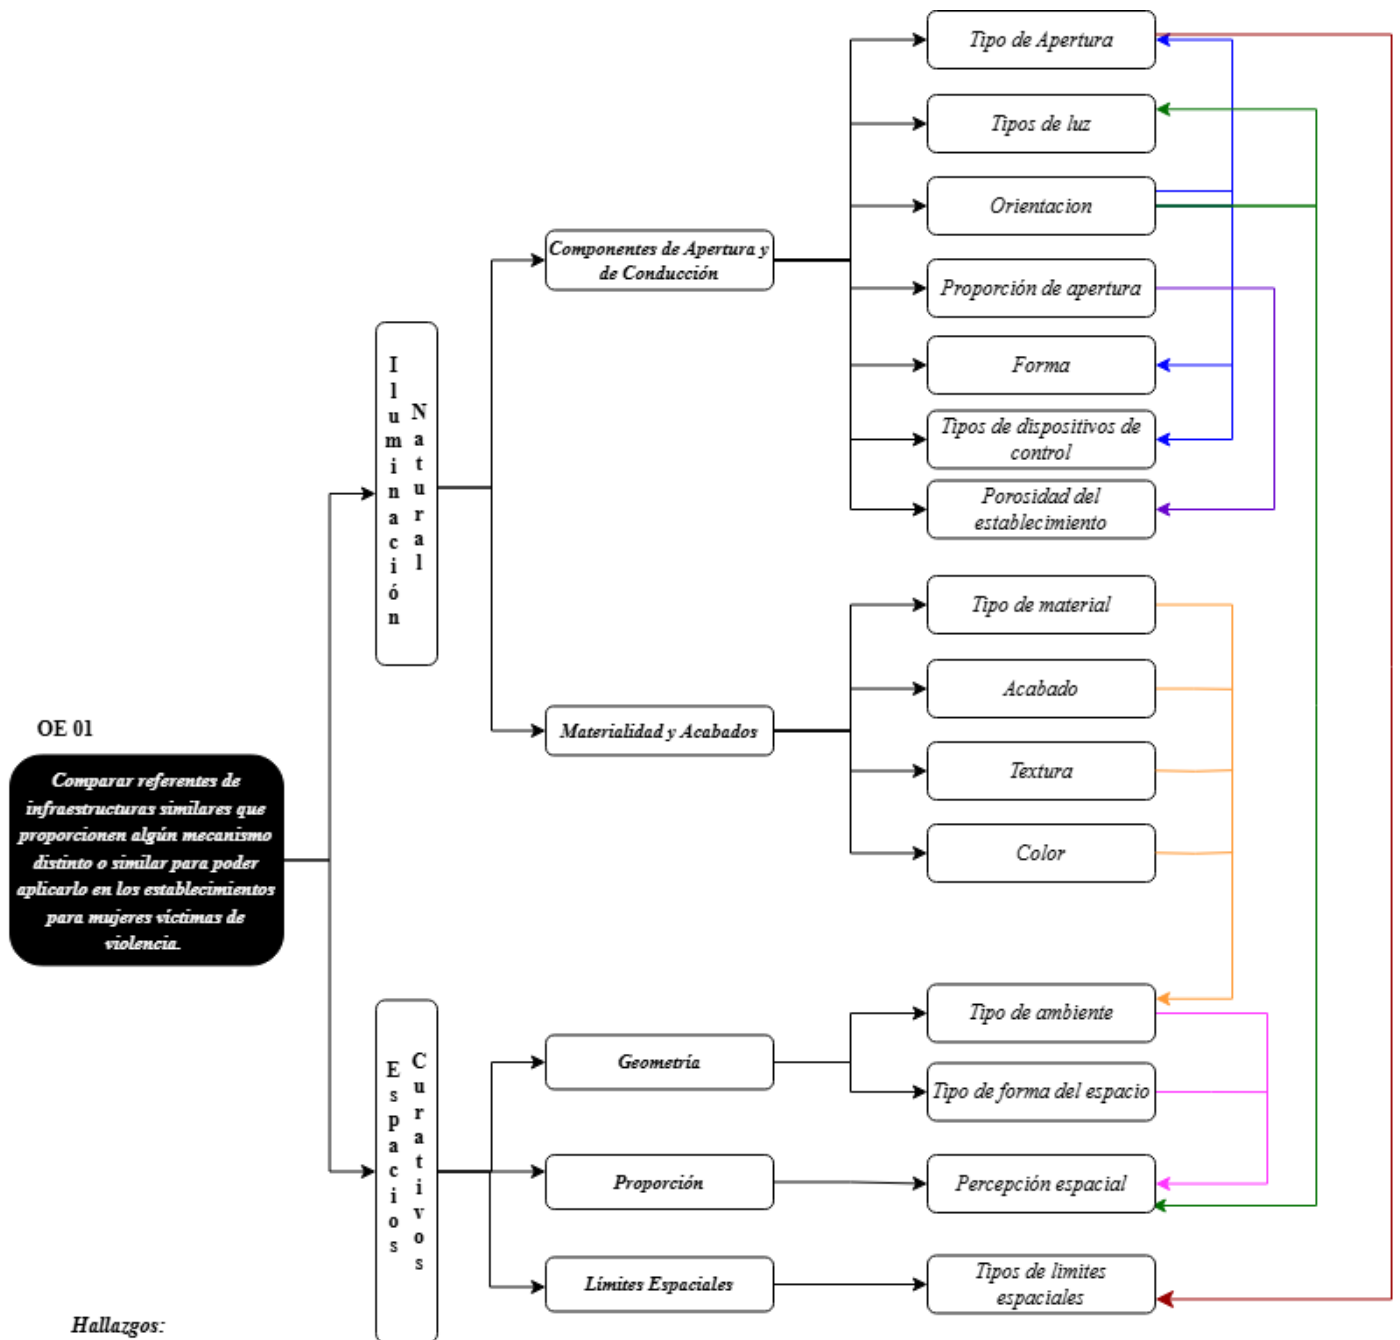 Tipo de Apertura
Tipos de luz
Orientacion
Componentes de Apertura y
de Conducción
Proporción de apertura
Forma
Tipos de dispositivos de
control
Porosidad del
establecimiento
Iluminación
Natural
Tipo de material
Acabado
Materialidad y Acabados
Textura
Color
OE 01
Comparar referentes de
infraestructuras similares que
proporcionen algún mecanismo
distinto o similar para poder
aplicarlo en los establecimientos
para mujeres víctimas de
violencia.
Espacios
Curativos
Geometría
Tipo de ambiente
Tipo de forma del espacio
Proporción
Percepción espacial
Límites Espaciales
Tipos de limites
espaciales
Hallazgos: